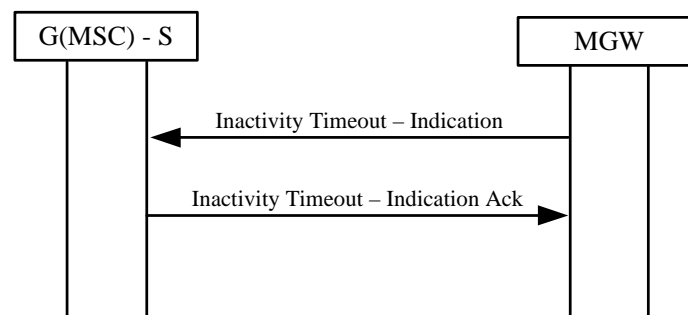 G(MSC) - S
MGW
Inactivity Timeout – Indication
Inactivity Timeout – Indication Ack